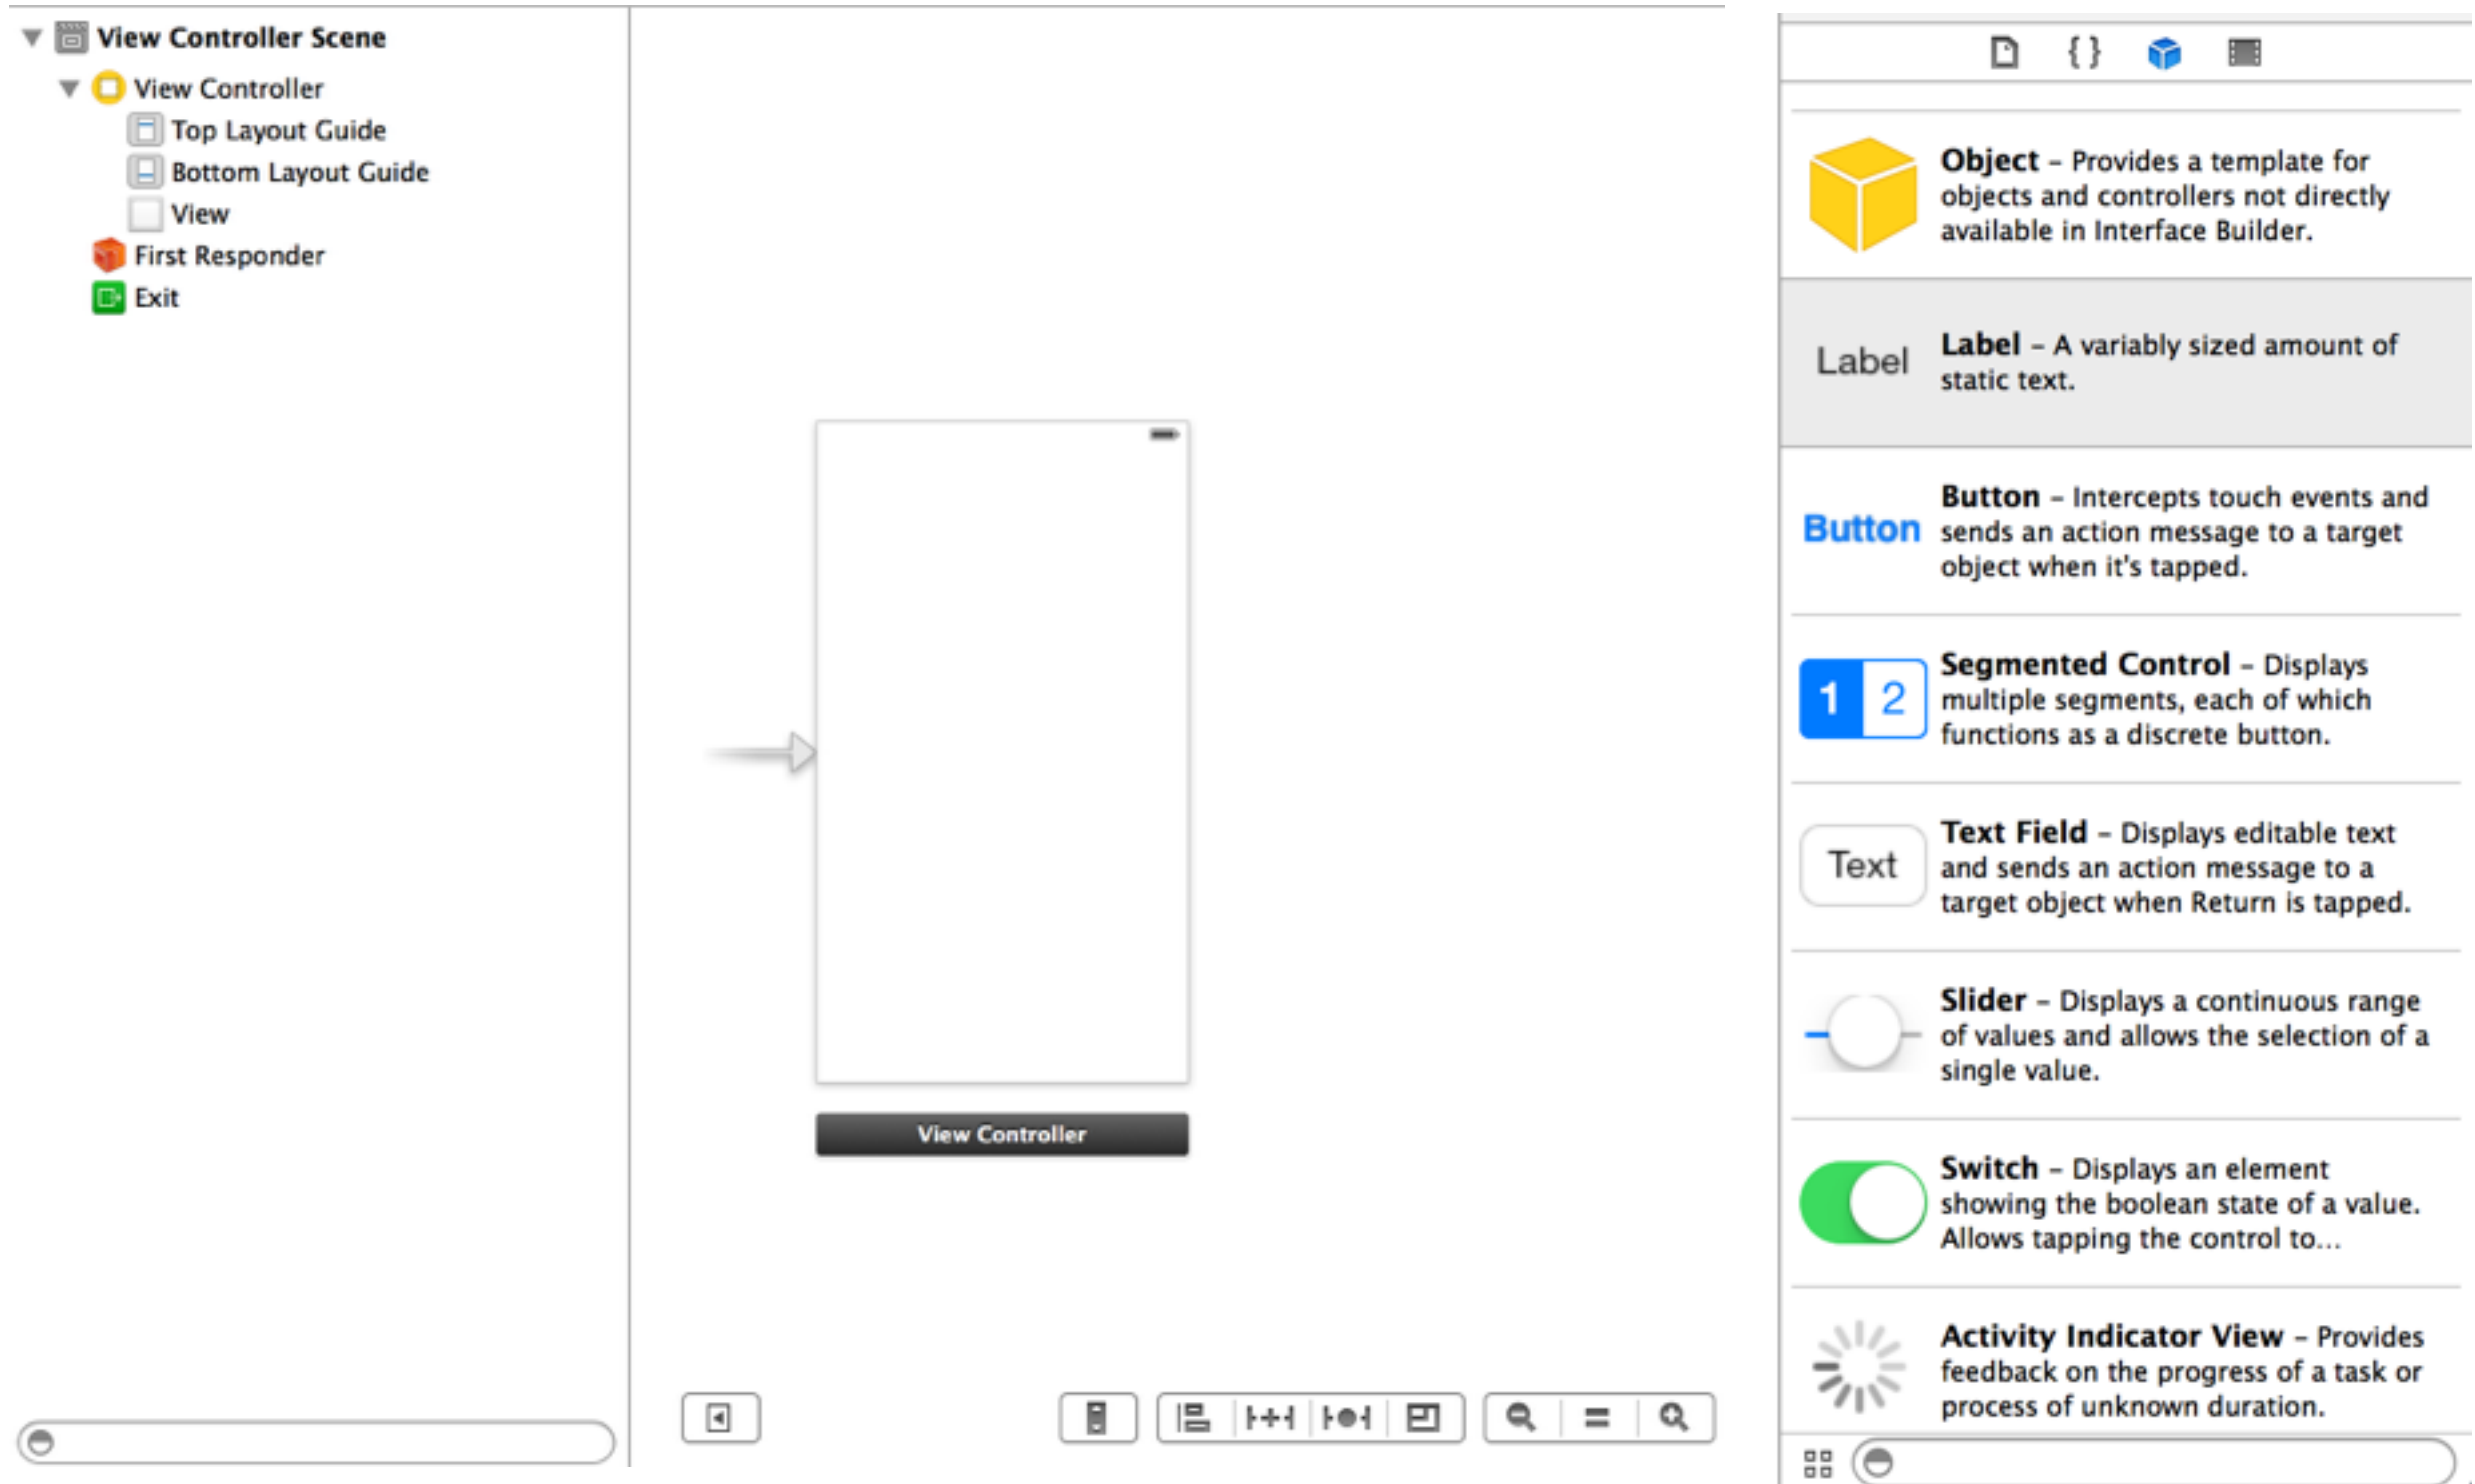 View Controller Scene
View Controller
Top Layout Guide
Bottom Layout Guide
View
First Responder
Exit
View Controller
{ }
Object – Provides a template for
objects and controllers not directly
available in Interface Builder.
Label
Label – A variably sized amount of
static text.
Button
Button – Intercepts touch events and
sends an action message to a target
object when it's tapped.
1 2
Segmented Control – Displays
multiple segments, each of which
functions as a discrete button.
Text
Text Field – Displays editable text
and sends an action message to a
target object when Return is tapped.
Slider – Displays a continuous range
of values and allows the selection of a
single value.
Switch – Displays an element
showing the boolean state of a value.
Allows tapping the control to...
Activity Indicator View – Provides
feedback on the progress of a task or
process of unknown duration.